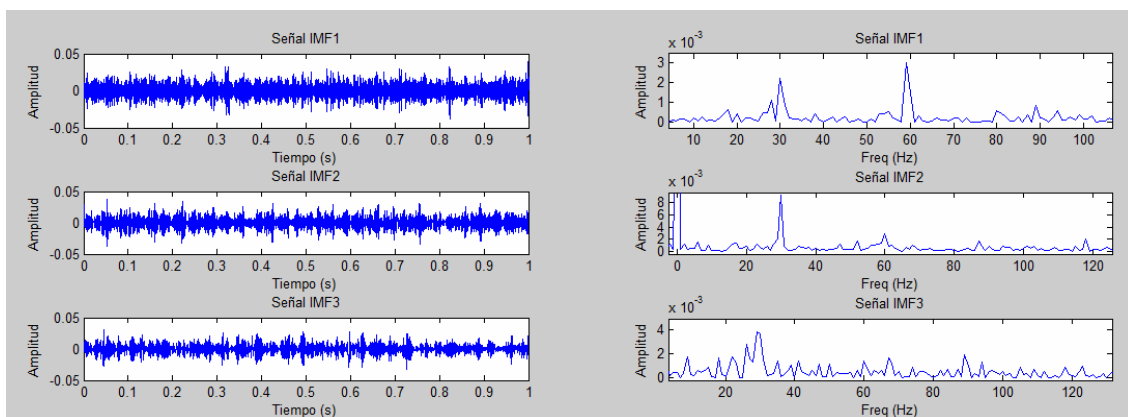 Señal IMF1
Amplitud
0.05
0
-0.05
0 0.1 0.2 0.3 0.4 0.5 0.6 0.7 0.8 0.9 1
Tiempo (s)
Señal IMF2
Amplitud
0.05
0
-0.05
0 0.1 0.2 0.3 0.4 0.5 0.6 0.7 0.8 0.9 1
Tiempo (s)
Señal IMF3
Amplitud
0.05
0
-0.05
0 0.1 0.2 0.3 0.4 0.5 0.6 0.7 0.8 0.9 1
Tiempo (s)
x 10⁻³
Señal IMF1
Amplitud
3
2
1
0
10 20 30 40 50 60 70 80 90 100
Freq (Hz)
x 10⁻³
Señal IMF2
Amplitud
8
6
4
2
0
0 20 40 60 80 100 120
Freq (Hz)
x 10⁻³
Señal IMF3
Amplitud
4
2
0
20 40 60 80 100 120
Freq (Hz)